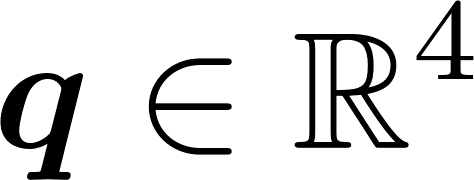 𝒒 ∈ ℝ⁴